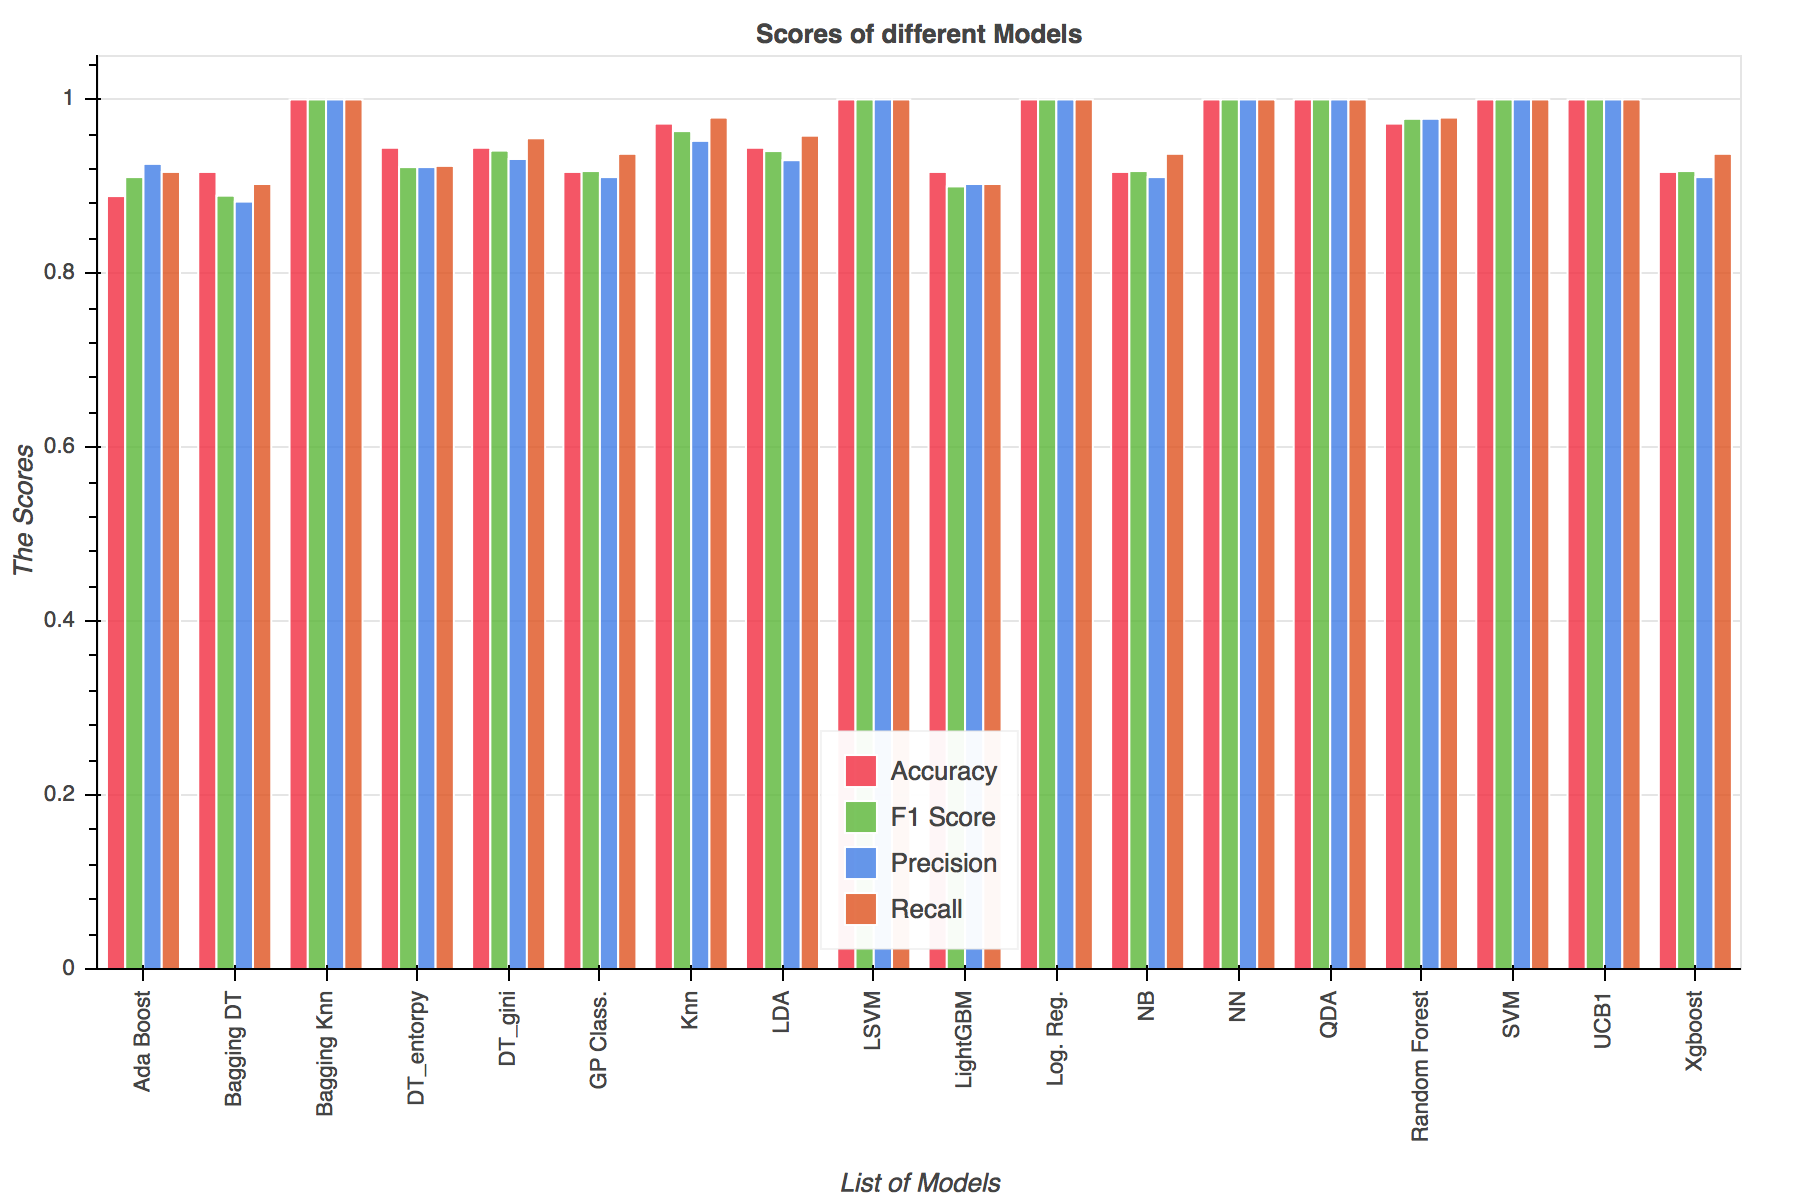 Scores of different Models
The Scores
1
0.8
0.6
0.4
0.2
0
Accuracy
F1 Score
Precision
Recall
Ada Boost
Bagging DT
Bagging Knn
DT_entorpy
DT_gini
GP Class.
Knn
LDA
LSVM
LightGBM
Log. Reg.
NB
NN
QDA
Random Forest
SVM
UCB1
Xgboost
List of Models